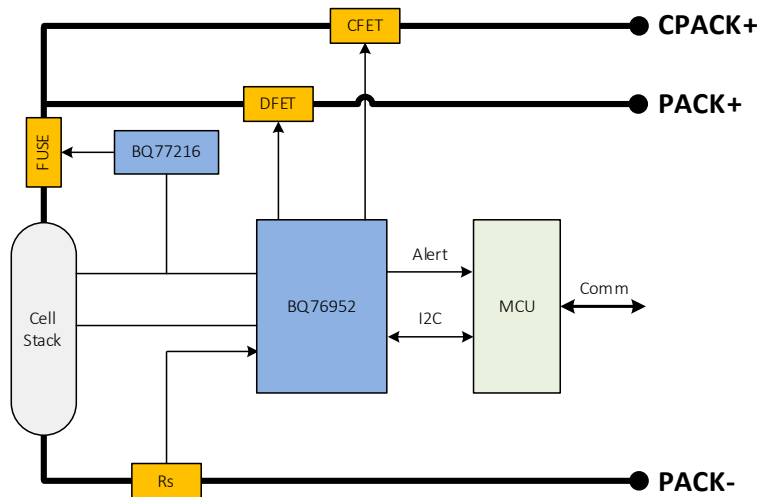 CFET
CPACK+
DFET
PACK+
FUSE
BQ77216
Alert
Comm
Cell
Stack
BQ76952
I2C
MCU
Rs
PACK-